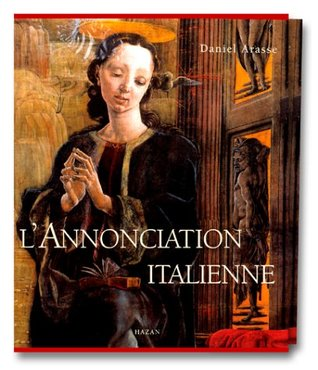 Daniel Arasse
L'ANNONCIATION
ITALIENNE
HAZAN